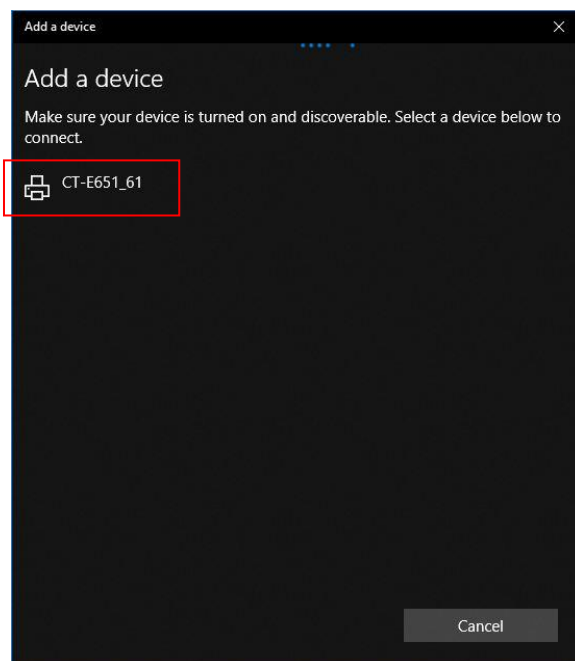 Add a device
Add a device
Make sure your device is turned on and discoverable. Select a device below to
connect.
CT-E651_61
Cancel